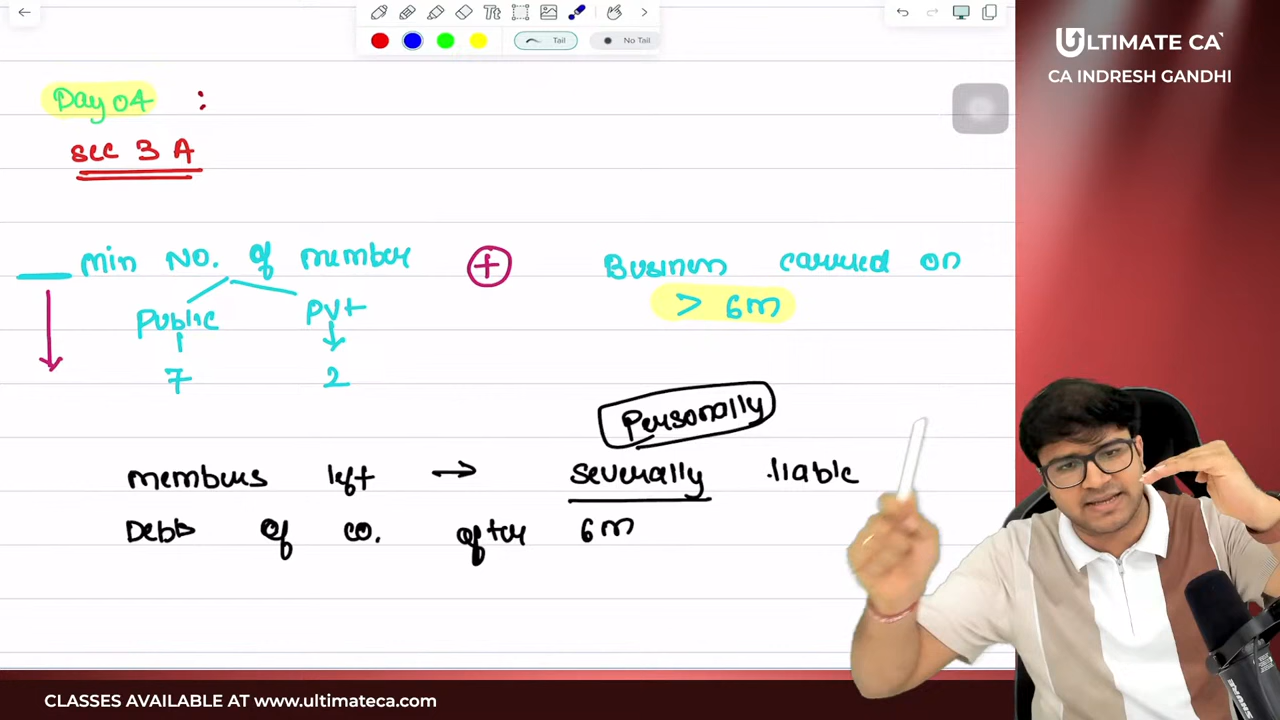 Tt
Tail
No Tail
ULTIMATE CA
CA INDRESH GANDHI
Day 04 :
sec 3 A
min No. of member + Business carried on
> 6m
Public Pvt
7 2
Personally
members left → severally liable
Debts of co. after 6m
CLASSES AVAILABLE AT www.ultimateca.com